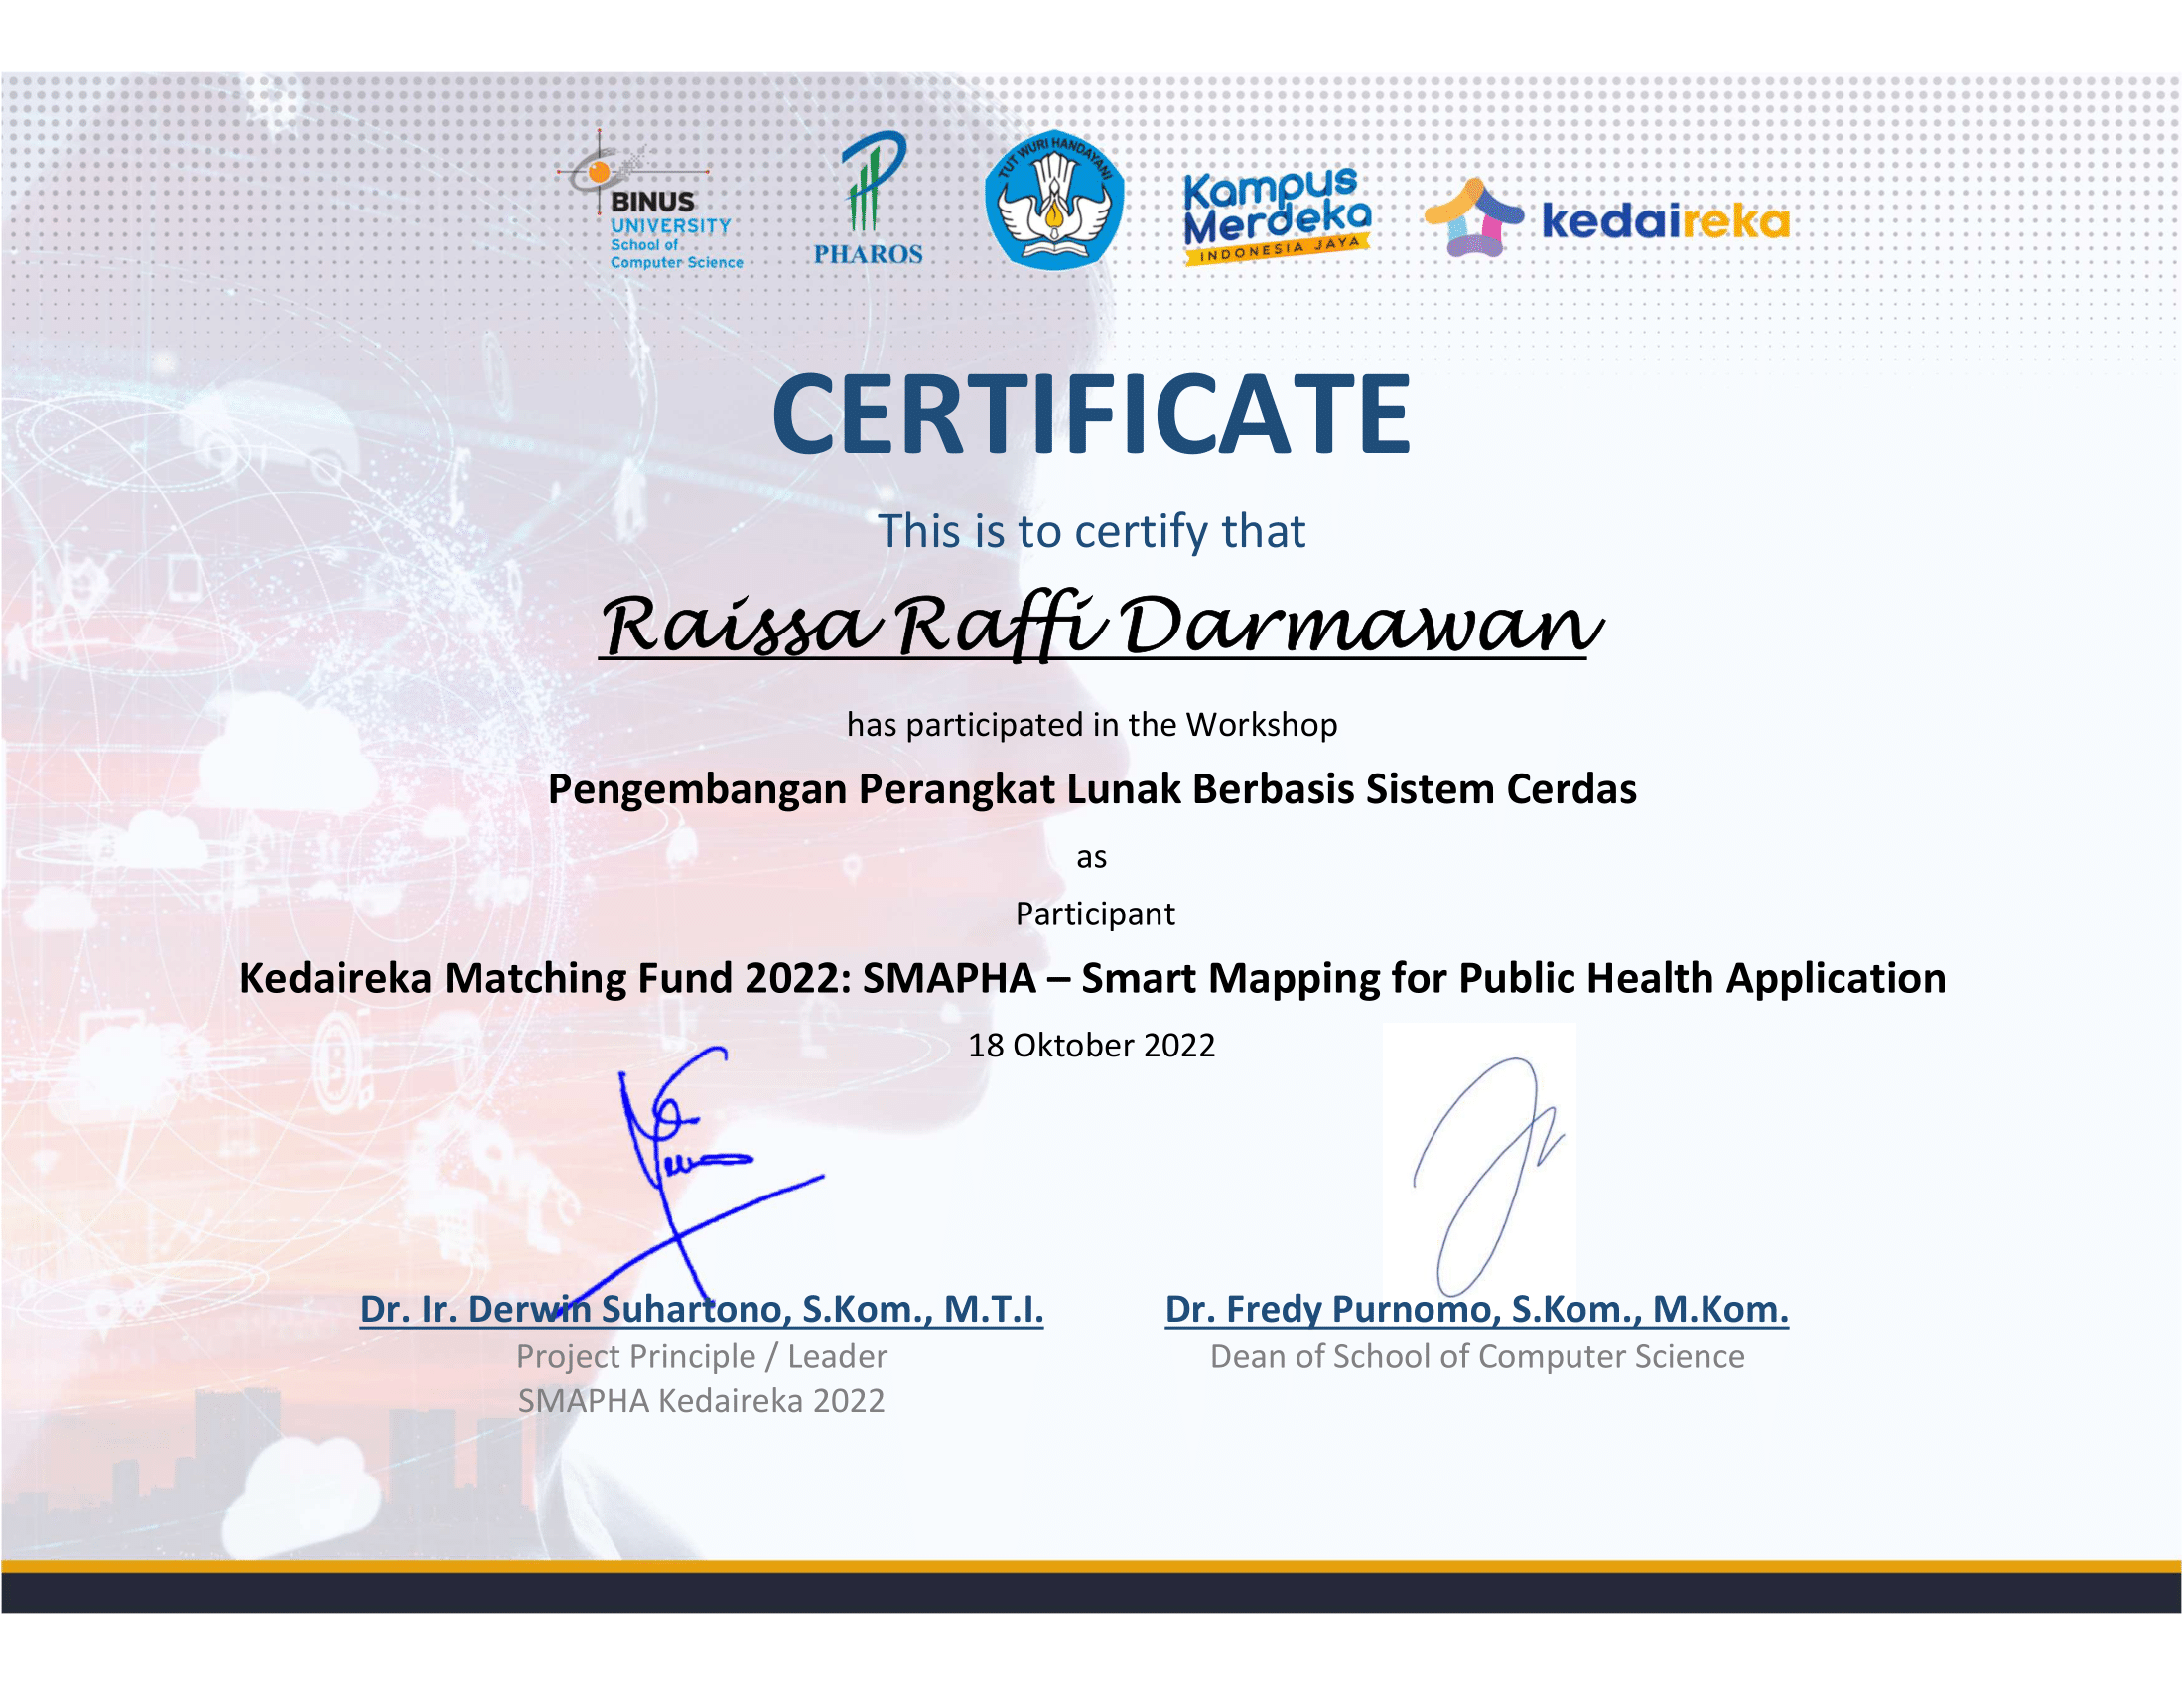 BINUS
UNIVERSITY
School of
Computer Science
PHAROS
TUT WURI HANDAYANI
Kampus
Merdeka
INDONESIA JAYA
kedaireka
CERTIFICATE
This is to certify that
Raissa Raffi Darmawan
has participated in the Workshop
Pengembangan Perangkat Lunak Berbasis Sistem Cerdas
as
Participant
Kedaireka Matching Fund 2022: SMAPHA – Smart Mapping for Public Health Application
18 Oktober 2022
Dr. Ir. Derwin Suhartono, S.Kom., M.T.I.
Project Principle / Leader
SMAPHA Kedaireka 2022
Dr. Fredy Purnomo, S.Kom., M.Kom.
Dean of School of Computer Science